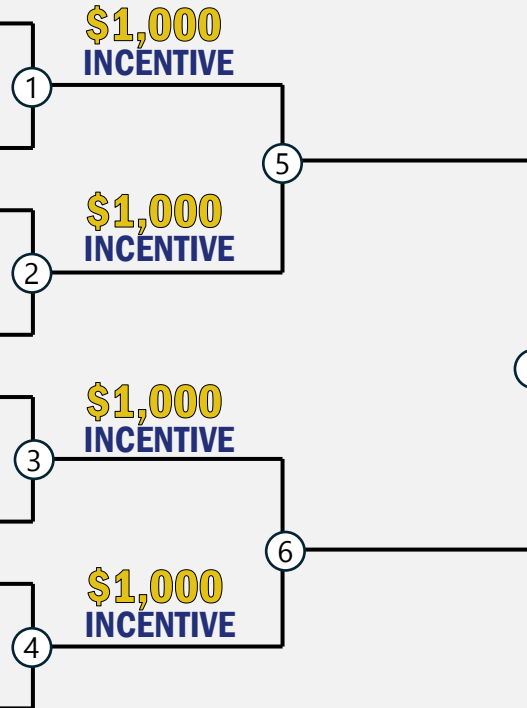 $1,000
INCENTIVE
1
5
$1,000
INCENTIVE
2
$1,000
INCENTIVE
3
6
$1,000
INCENTIVE
4